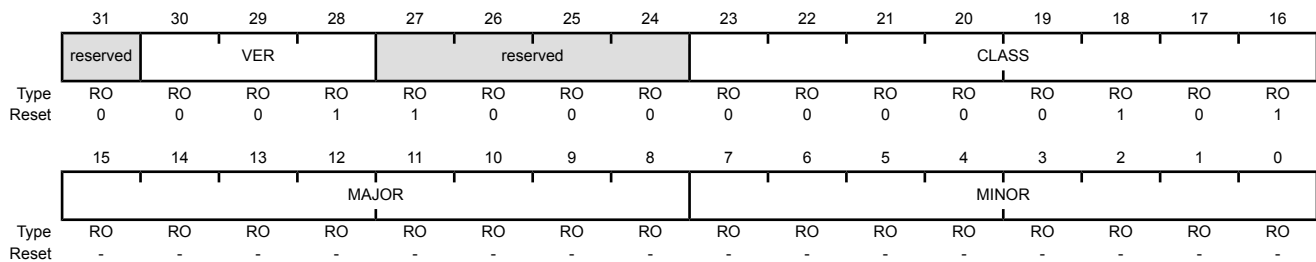 31 30 29 28 27 26 25 24 23 22 21 20 19 18 17 16
reserved VER reserved CLASS
Type RO RO RO RO RO RO RO RO RO RO RO RO RO RO RO RO
Reset 0 0 0 1 1 0 0 0 0 0 0 0 0 1 0 1
15 14 13 12 11 10 9 8 7 6 5 4 3 2 1 0
MAJOR MINOR
Type RO RO RO RO RO RO RO RO RO RO RO RO RO RO RO RO
Reset - - - - - - - - - - - - - - - -